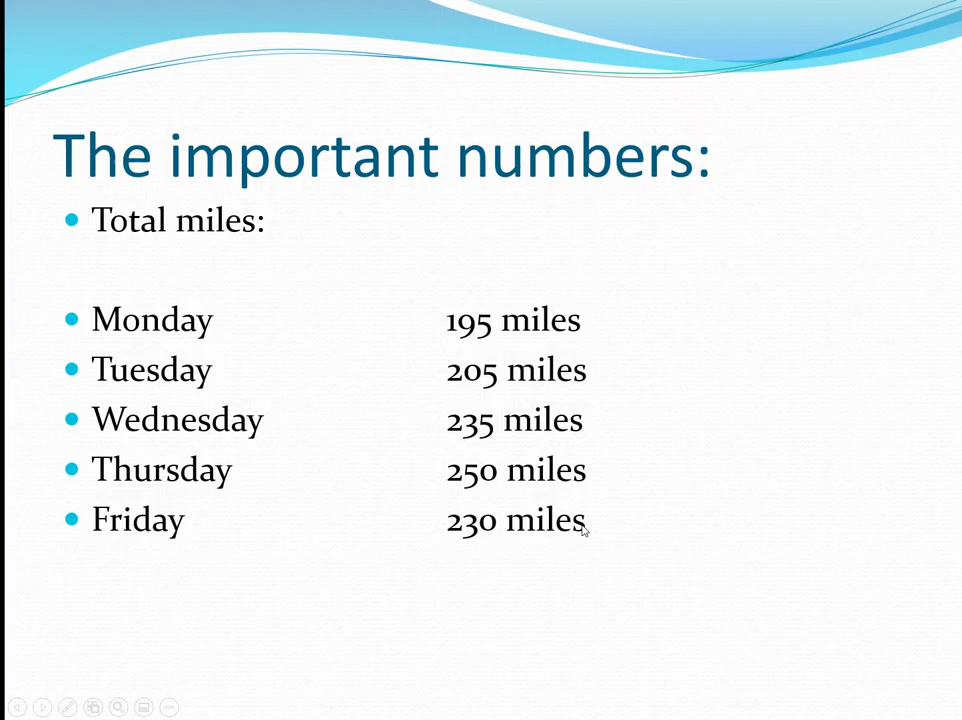 The important numbers:
Total miles:
Monday 195 miles
Tuesday 205 miles
Wednesday 235 miles
Thursday 250 miles
Friday 230 miles